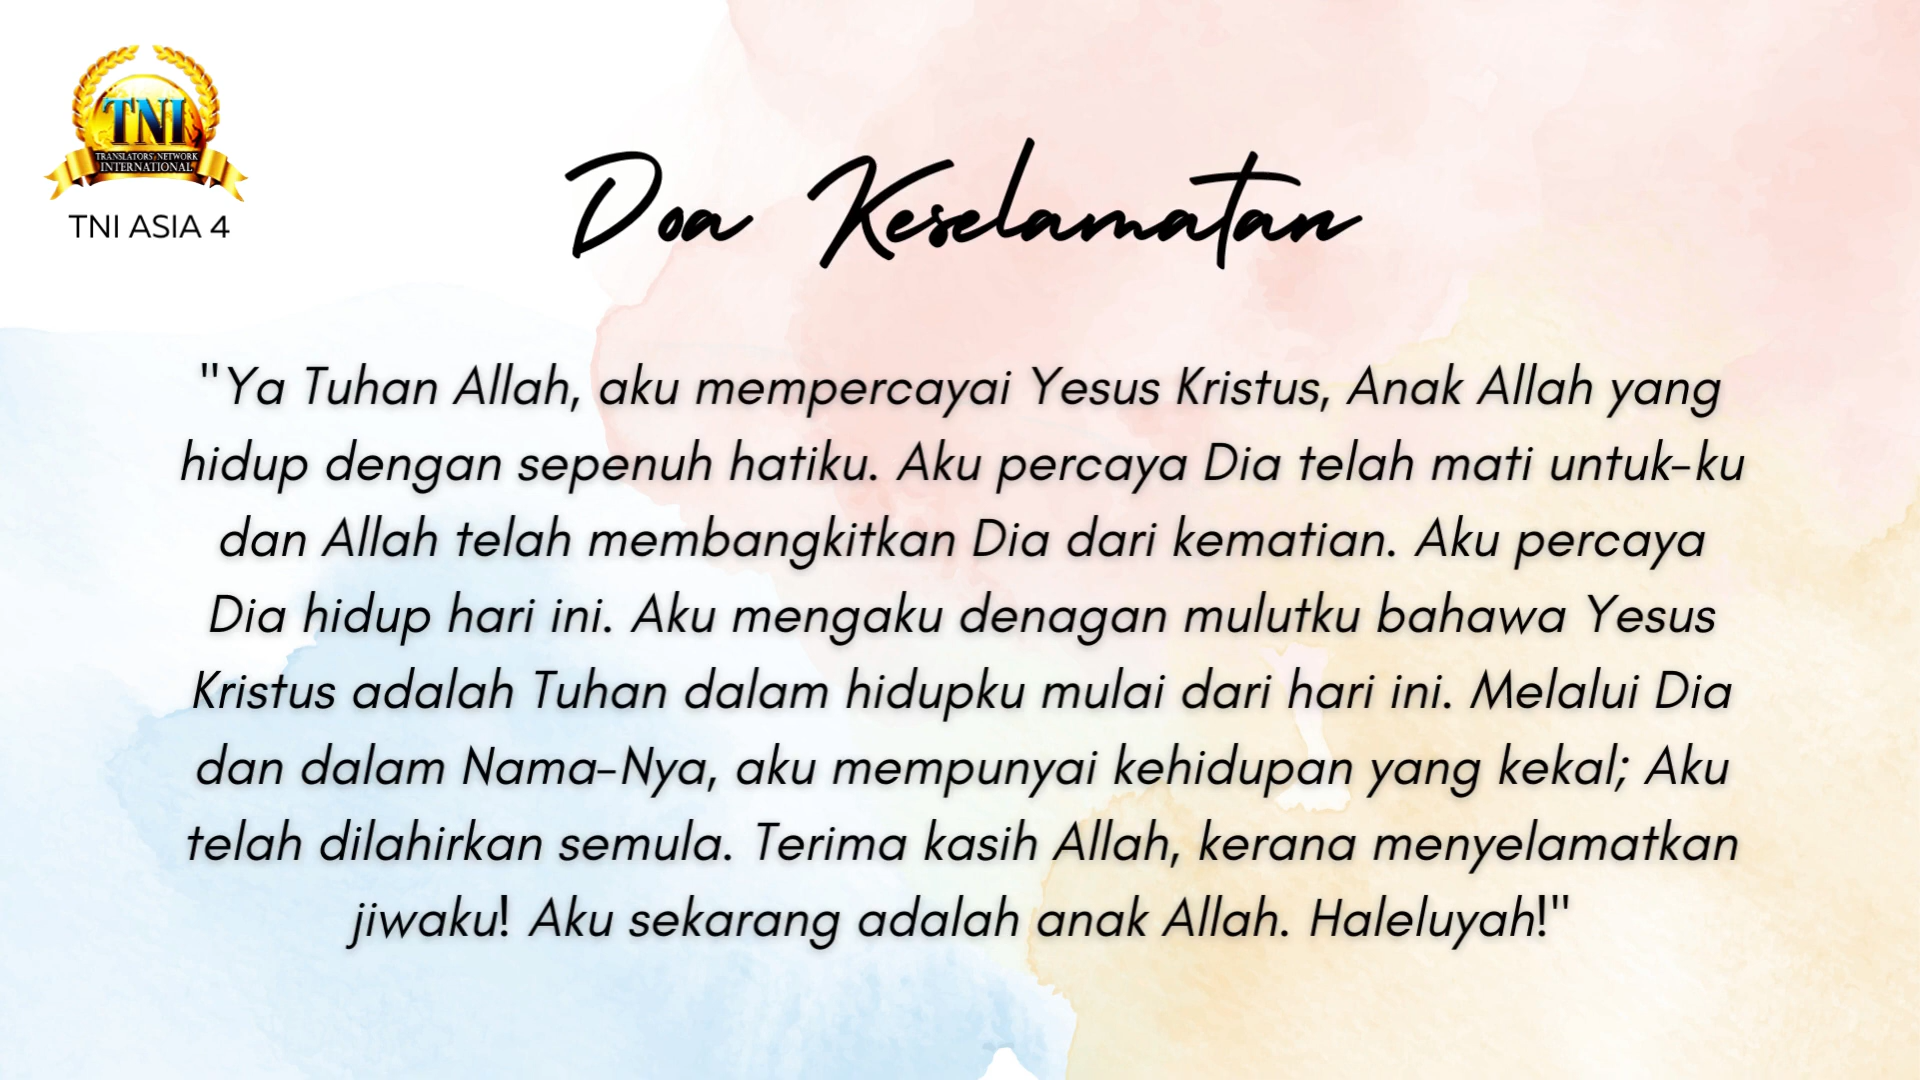 TNI
TRANSLATORS' NETWORK
INTERNATIONAL
TNI ASIA 4
Doa Keselamatan
"Ya Tuhan Allah, aku mempercayai Yesus Kristus, Anak Allah yang
hidup dengan sepenuh hatiku. Aku percaya Dia telah mati untuk-ku
dan Allah telah membangkitkan Dia dari kematian. Aku percaya
Dia hidup hari ini. Aku mengaku denagan mulutku bahawa Yesus
Kristus adalah Tuhan dalam hidupku mulai dari hari ini. Melalui Dia
dan dalam Nama-Nya, aku mempunyai kehidupan yang kekal; Aku
telah dilahirkan semula. Terima kasih Allah, kerana menyelamatkan
jiwaku! Aku sekarang adalah anak Allah. Haleluyah!"